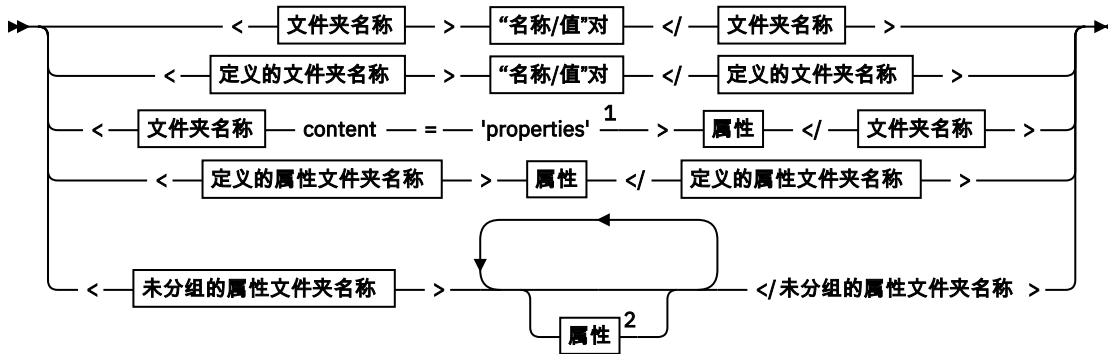 < 文件夹名称 > “名称/值”对 </ 文件夹名称 >
< 定义的文件夹名称 > “名称/值”对 </ 定义的文件夹名称 >
< 文件夹名称 content = 'properties' 1 > 属性 </ 文件夹名称 >
< 定义的属性文件夹名称 > 属性 </ 定义的属性文件夹名称 >
< 未分组的属性文件夹名称 > </ 未分组的属性文件夹名称 >
属性 2